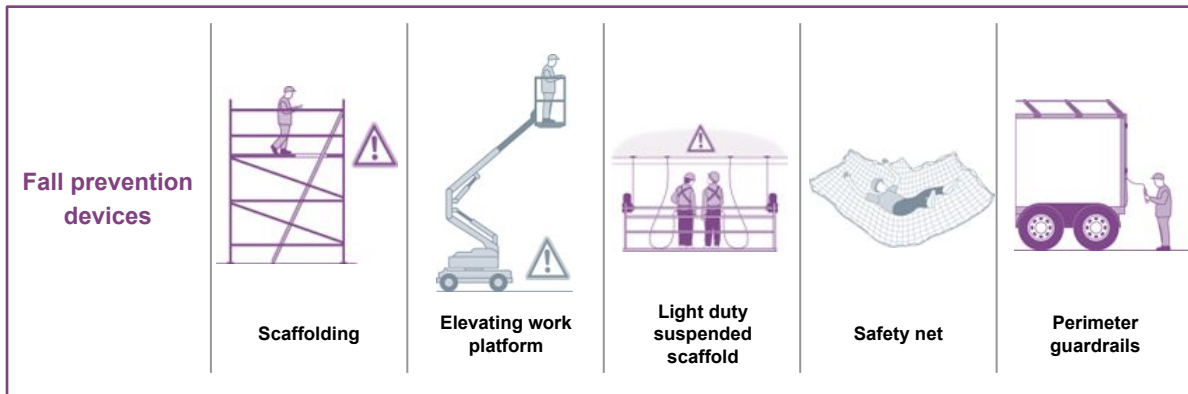 Fall prevention
devices
Scaffolding
Elevating work
platform
Light duty
suspended
scaffold
Safety net
Perimeter
guardrails